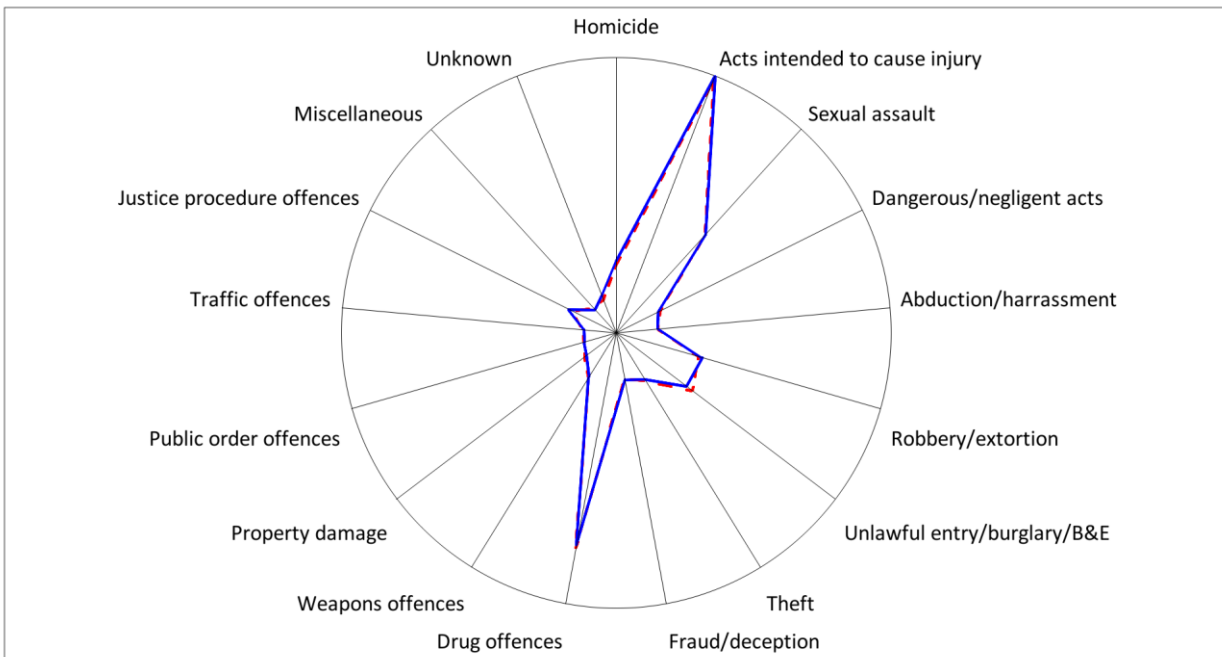 Homicide
Unknown
Acts intended to cause injury
Miscellaneous
Sexual assault
Justice procedure offences
Dangerous/negligent acts
Traffic offences
Abduction/harrassment
Public order offences
Robbery/extortion
Property damage
Unlawful entry/burglary/B&E
Weapons offences
Theft
Drug offences
Fraud/deception